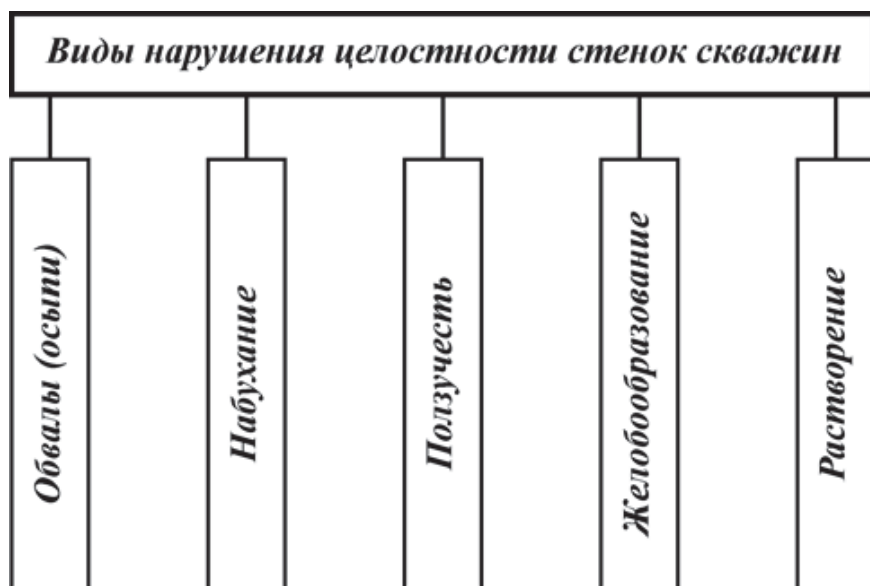 Виды нарушения целостности стенок скважин
Обвалы (осыпи)
Набухание
Ползучесть
Желобообразование
Растворение